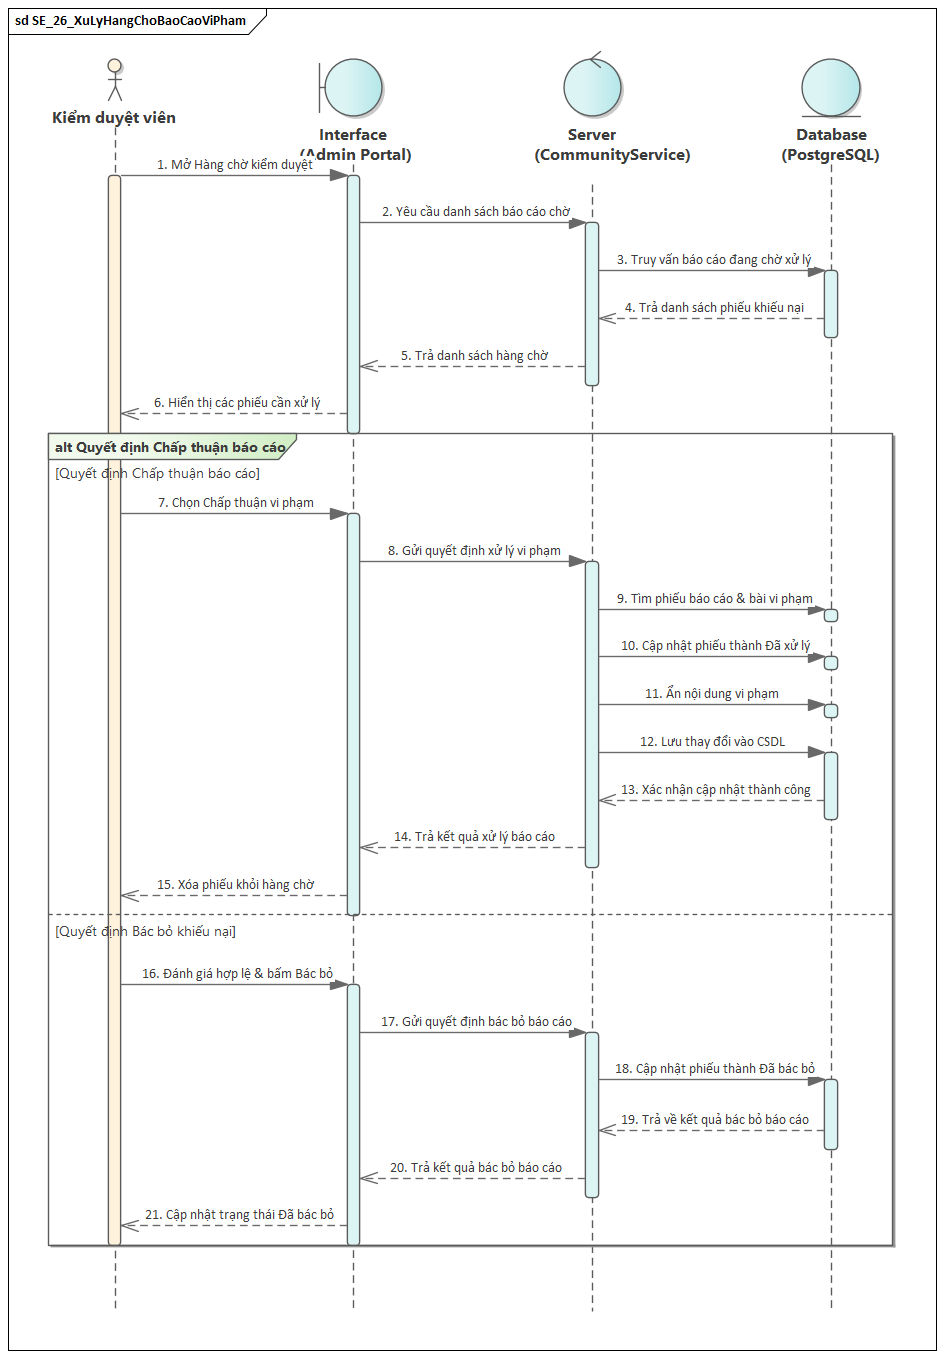 sd SE_26_XuLyHangChoBaoCaoViPham
Kiểm duyệt viên
Interface
(Admin Portal)
Server
(CommunityService)
Database
(PostgreSQL)
1. Mở Hàng chờ kiểm duyệt
2. Yêu cầu danh sách báo cáo chờ
3. Truy vấn báo cáo đang chờ xử lý
4. Trả danh sách phiếu khiếu nại
5. Trả danh sách hàng chờ
6. Hiển thị các phiếu cần xử lý
alt Quyết định Chấp thuận báo cáo
[Quyết định Chấp thuận báo cáo]
7. Chọn Chấp thuận vi phạm
8. Gửi quyết định xử lý vi phạm
9. Tìm phiếu báo cáo & bài vi phạm
10. Cập nhật phiếu thành Đã xử lý
11. Ẩn nội dung vi phạm
12. Lưu thay đổi vào CSDL
13. Xác nhận cập nhật thành công
14. Trả kết quả xử lý báo cáo
15. Xóa phiếu khỏi hàng chờ
[Quyết định Bác bỏ khiếu nại]
16. Đánh giá hợp lệ & bấm Bác bỏ
17. Gửi quyết định bác bỏ báo cáo
18. Cập nhật phiếu thành Đã bác bỏ
19. Trả về kết quả bác bỏ báo cáo
20. Trả kết quả bác bỏ báo cáo
21. Cập nhật trạng thái Đã bác bỏ